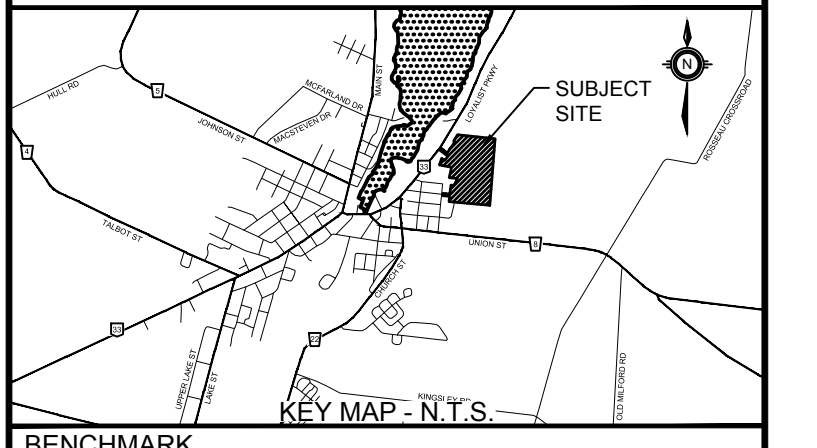 MAIN ST
LOYALIST PKWY
N
SUBJECT
SITE
HULL RD
5
MCFARLAND DR
MACSTEVEN DR
JOHNSON ST
ROSSEAU CROSSROAD
4
33
TALBOT ST
UNION ST
8
CHURCH ST
33
22
UPPER LAKE ST
LAKE ST
OLD MILFORD RD
KINGSLEY RD
KEY MAP - N.T.S.
BENCHMARK